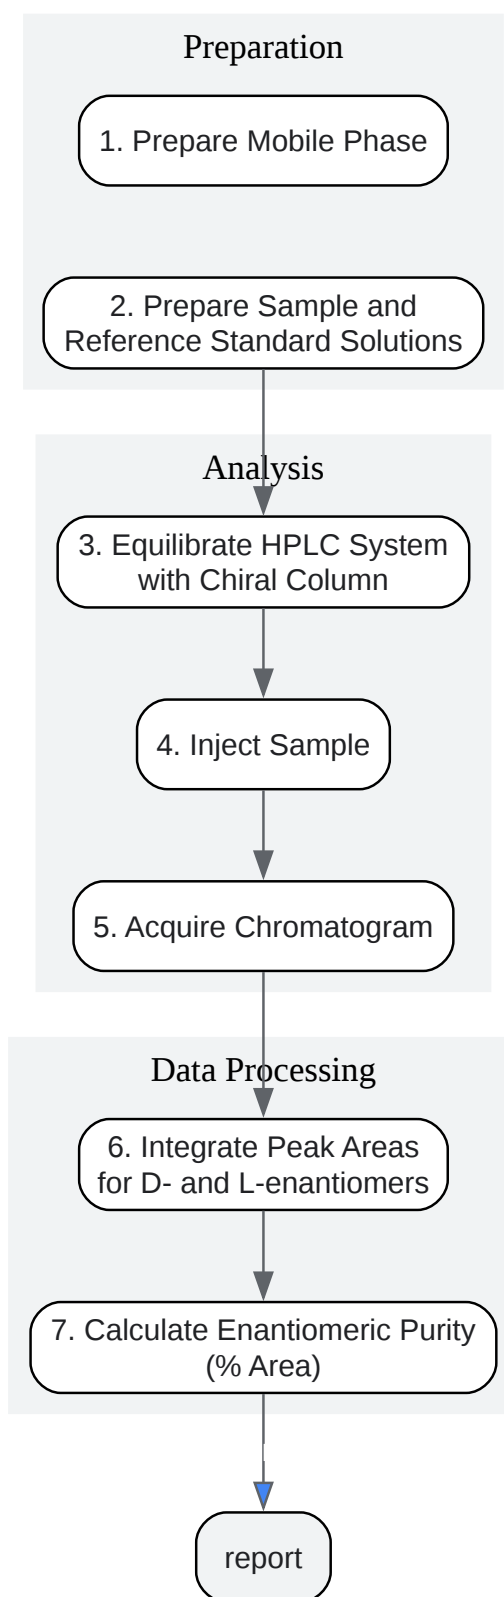 Preparation
1. Prepare Mobile Phase
2. Prepare Sample and
Reference Standard Solutions
Analysis
3. Equilibrate HPLC System
with Chiral Column
4. Inject Sample
5. Acquire Chromatogram
Data Processing
6. Integrate Peak Areas
for D- and L-enantiomers
7. Calculate Enantiomeric Purity
(% Area)
report